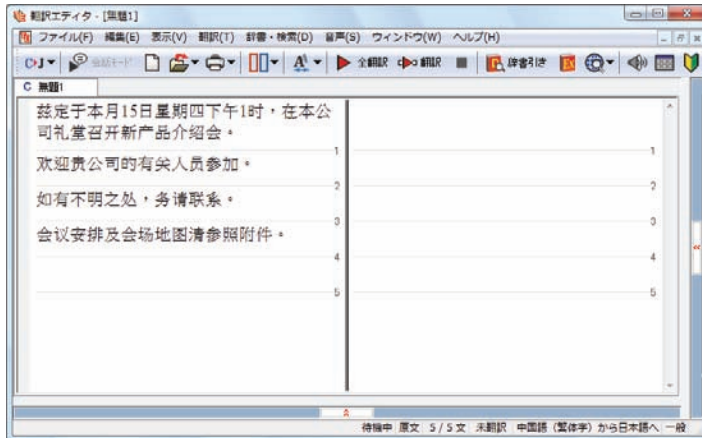 翻訳エディタ - [無題1]
ファイル(F) 編集(E) 表示(V) 翻訳(T) 辞書・検索(D) 音声(S) ウィンドウ(W) ヘルプ(H)
C▷J 会話モード 全翻訳 翻訳 辞書引き
C 無題1
兹定于本月15日星期四下午1时，在本公
司礼堂召开新产品介绍会。
1 1
欢迎贵公司的有关人员参加。
2 2
如有不明之处，务请联系。
3 3
会议安排及会场地图清参照附件。
4 4
5 5
待機中 原文 5 / 5 文 未翻訳 中国語（繁体字）から日本語へ 一般